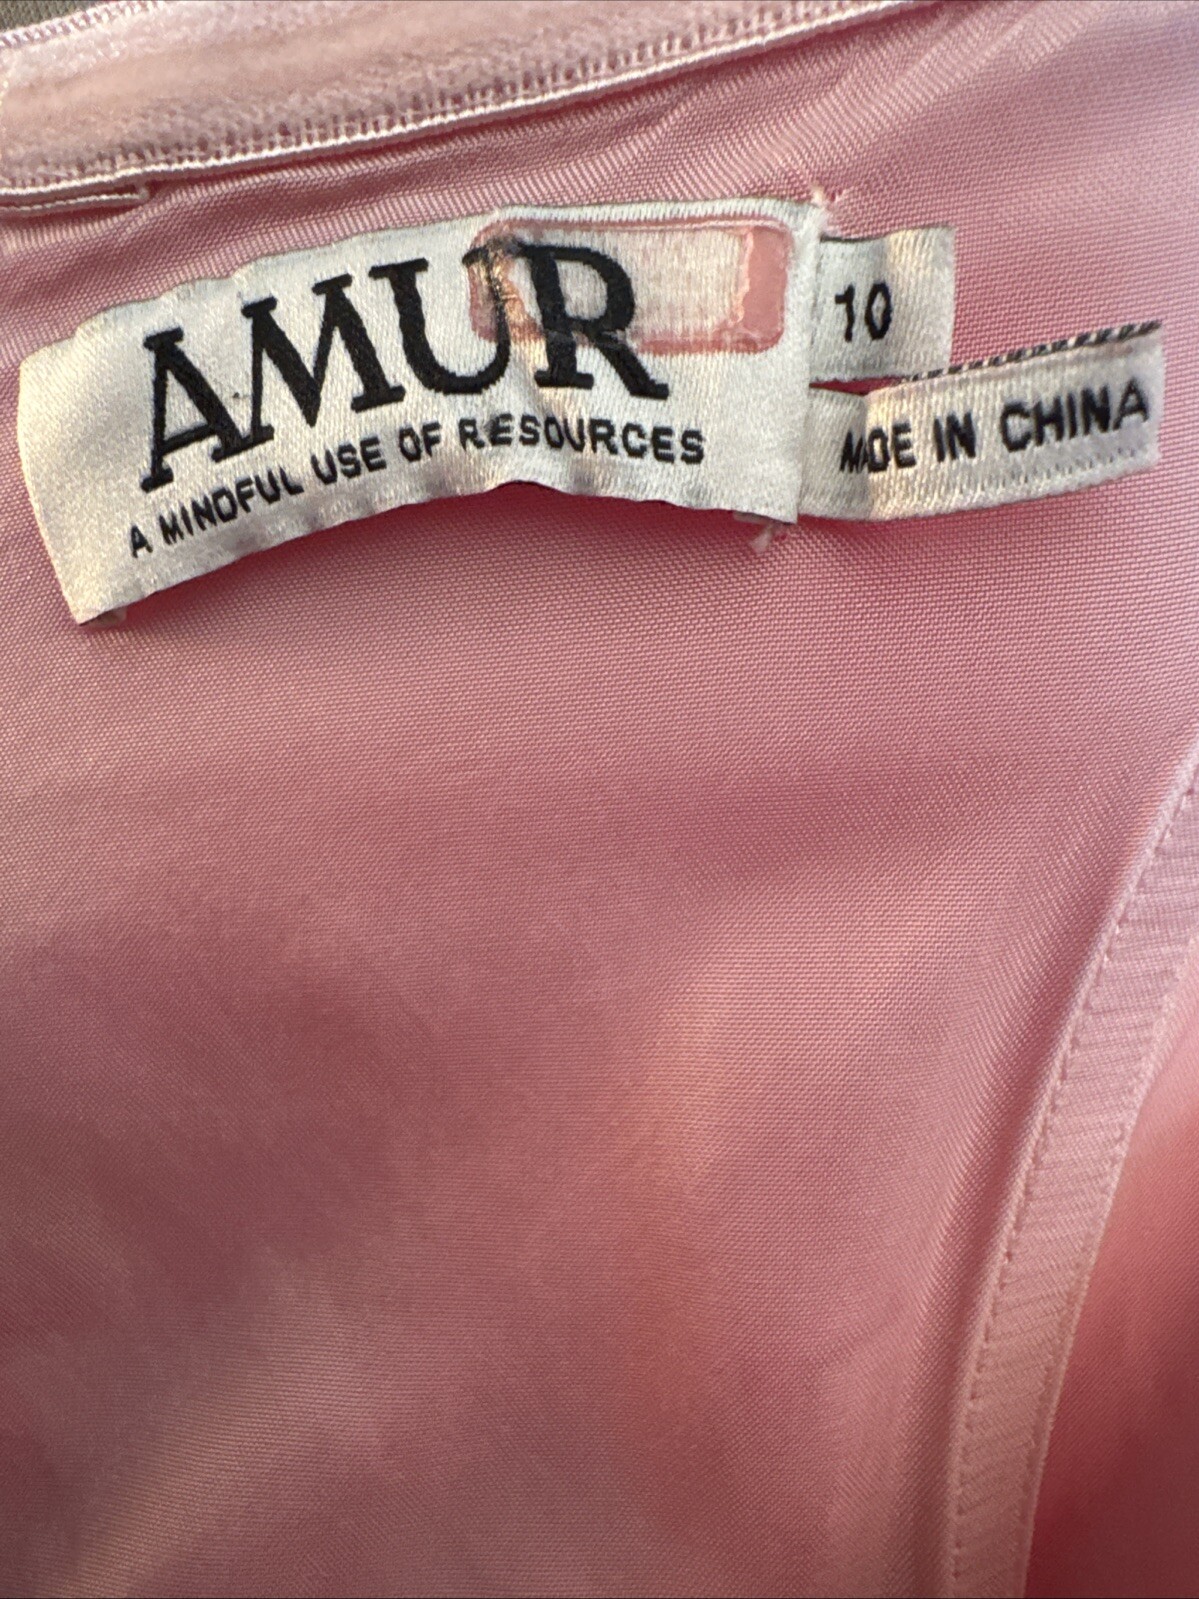 AMUR
A MINDFUL USE OF RESOURCES
10
MADE IN CHINA